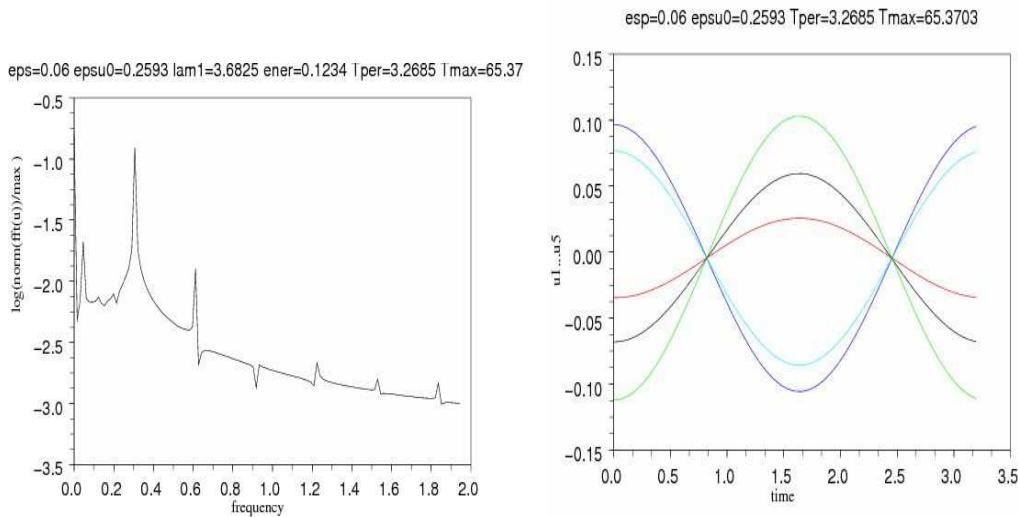 esp=0.06 epsu0=0.2593 Tper=3.2685 Tmax=65.3703
eps=0.06 epsu0=0.2593 lam1=3.6825 ener=0.1234 Tper=3.2685 Tmax=65.37
log(norm(fft(u))/max )
−0.5
−1.0
−1.5
−2.0
−2.5
−3.0
−3.5
0.0 0.2 0.4 0.6 0.8 1.0 1.2 1.4 1.6 1.8 2.0
frequency
u1...u5
0.15
0.10
0.05
0.00
−0.05
−0.10
−0.15
0.0 0.5 1.0 1.5 2.0 2.5 3.0 3.5
time